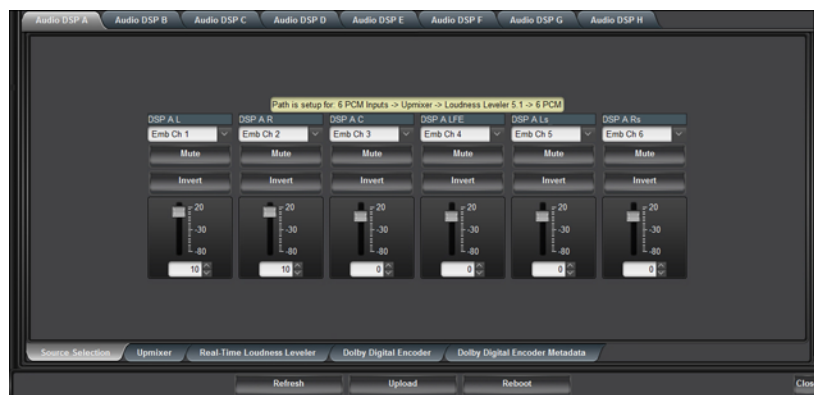 Audio DSP A Audio DSP B Audio DSP C Audio DSP D Audio DSP E Audio DSP F Audio DSP G Audio DSP H
Path is setup for: 6 PCM Inputs -> Upmixer -> Loudness Leveler 5.1 -> 6 PCM
DSP A L DSP A R DSP A C DSP A LFE DSP A Ls DSP A Rs
Emb Ch 1 Emb Ch 2 Emb Ch 3 Emb Ch 4 Emb Ch 5 Emb Ch 6
Mute Mute Mute Mute Mute Mute
Invert Invert Invert Invert Invert Invert
20 20 20 20 20 20
-30 -30 -30 -30 -30 -30
-80 -80 -80 -80 -80 -80
10 10 0 0 0 0
Source Selection Upmixer Real-Time Loudness Leveler Dolby Digital Encoder Dolby Digital Encoder Metadata
Refresh Upload Reboot Clos